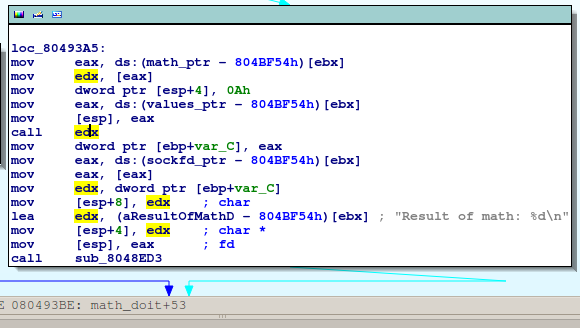 loc_80493A5:
mov eax, ds:(math_ptr - 804BF54h)[ebx]
mov edx, [eax]
mov dword ptr [esp+4], 0Ah
mov eax, ds:(values_ptr - 804BF54h)[ebx]
mov [esp], eax
call edx
mov dword ptr [ebp+var_C], eax
mov eax, ds:(sockfd_ptr - 804BF54h)[ebx]
mov eax, [eax]
mov edx, dword ptr [ebp+var_C]
mov [esp+8], edx ; char
lea edx, (aResultOfMathD - 804BF54h)[ebx] ; "Result of math: %d\n"
mov [esp+4], edx ; char *
mov [esp], eax ; fd
call sub_8048ED3
E 080493BE: math_doit+53